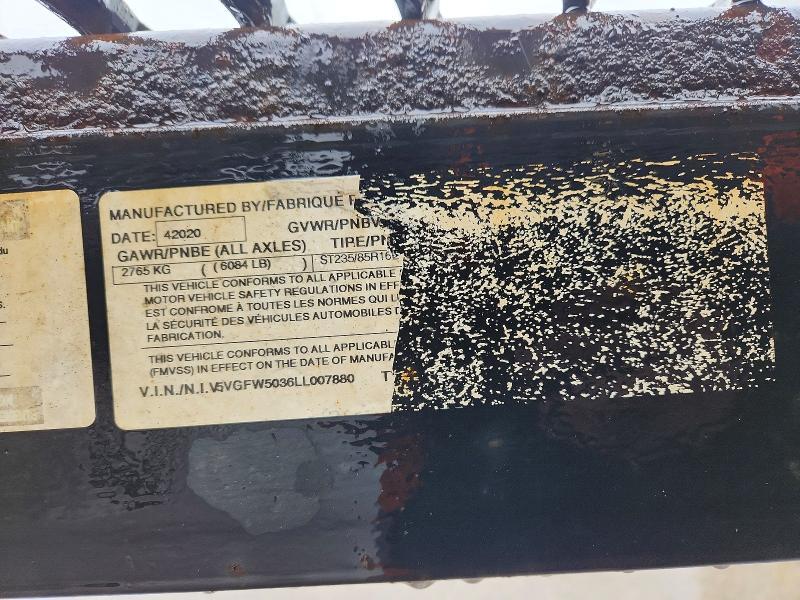 du
s.
MANUFACTURED BY/FABRIQUE
DATE: 42020 GVWR/PNBV
GAWR/PNBE (ALL AXLES) TIRE/PN
2765 KG ( ( 6084 LB) ) ST235/85R16
THIS VEHICLE CONFORMS TO ALL APPLICABLE
MOTOR VEHICLE SAFETY REGULATIONS IN EFF
EST CONFROME À TOUTES LES NORMES QUI L
LA SÉCURITÉ DES VÉHICULES AUTOMOBILES D
FABRICATION.
THIS VEHICLE CONFORMS TO ALL APPLICABL
(FMVSS) IN EFFECT ON THE DATE OF MANUFA
V.I.N./N.I.V. 5VGFW5036LL007880 T